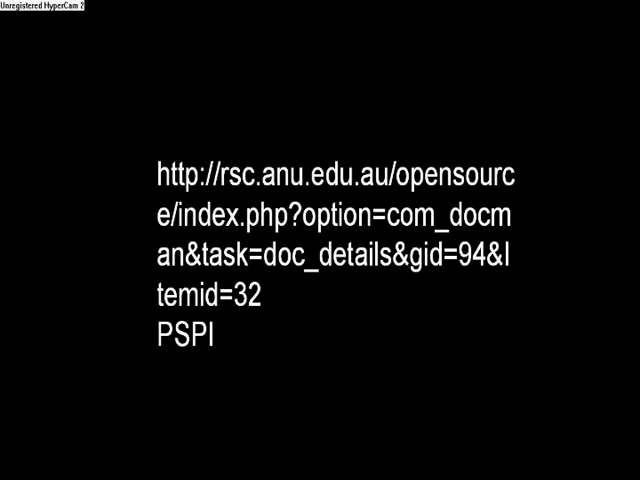 Unregistered HyperCam 2
http://rsc.anu.edu.au/opensourc
e/index.php?option=com_docm
an&task=doc_details&gid=94&I
temid=32
PSPI